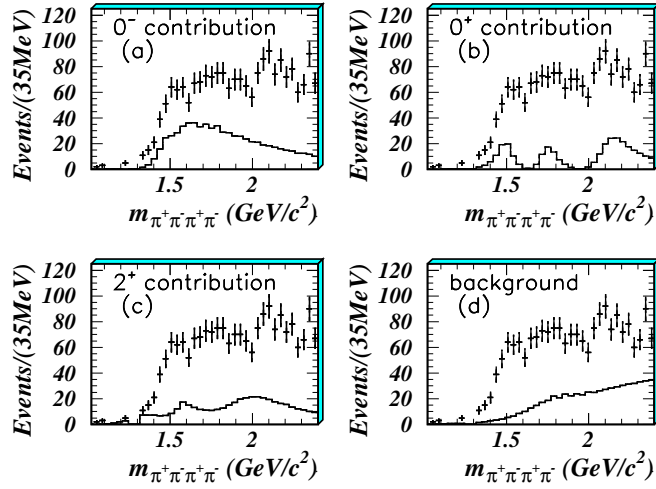 0⁻ contribution
(a)
Events/(35MeV)
120
100
80
60
40
20
0
1.5
2
m_{π⁺π⁻π⁺π⁻} (GeV/c²)
0⁺ contribution
(b)
Events/(35MeV)
120
100
80
60
40
20
0
1.5
2
m_{π⁺π⁻π⁺π⁻} (GeV/c²)
2⁺ contribution
(c)
Events/(35MeV)
120
100
80
60
40
20
0
1.5
2
m_{π⁺π⁻π⁺π⁻} (GeV/c²)
background
(d)
Events/(35MeV)
120
100
80
60
40
20
0
1.5
2
m_{π⁺π⁻π⁺π⁻} (GeV/c²)